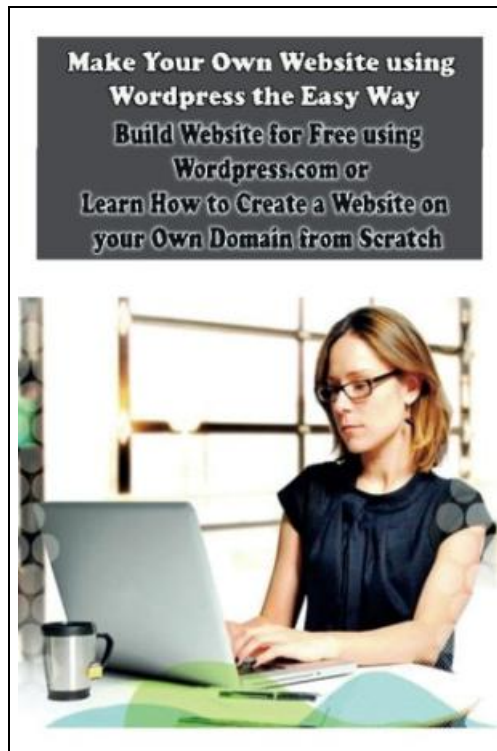 Make Your Own Website using
Wordpress the Easy Way
Build Website for Free using
Wordpress.com or
Learn How to Create a Website on
your Own Domain from Scratch